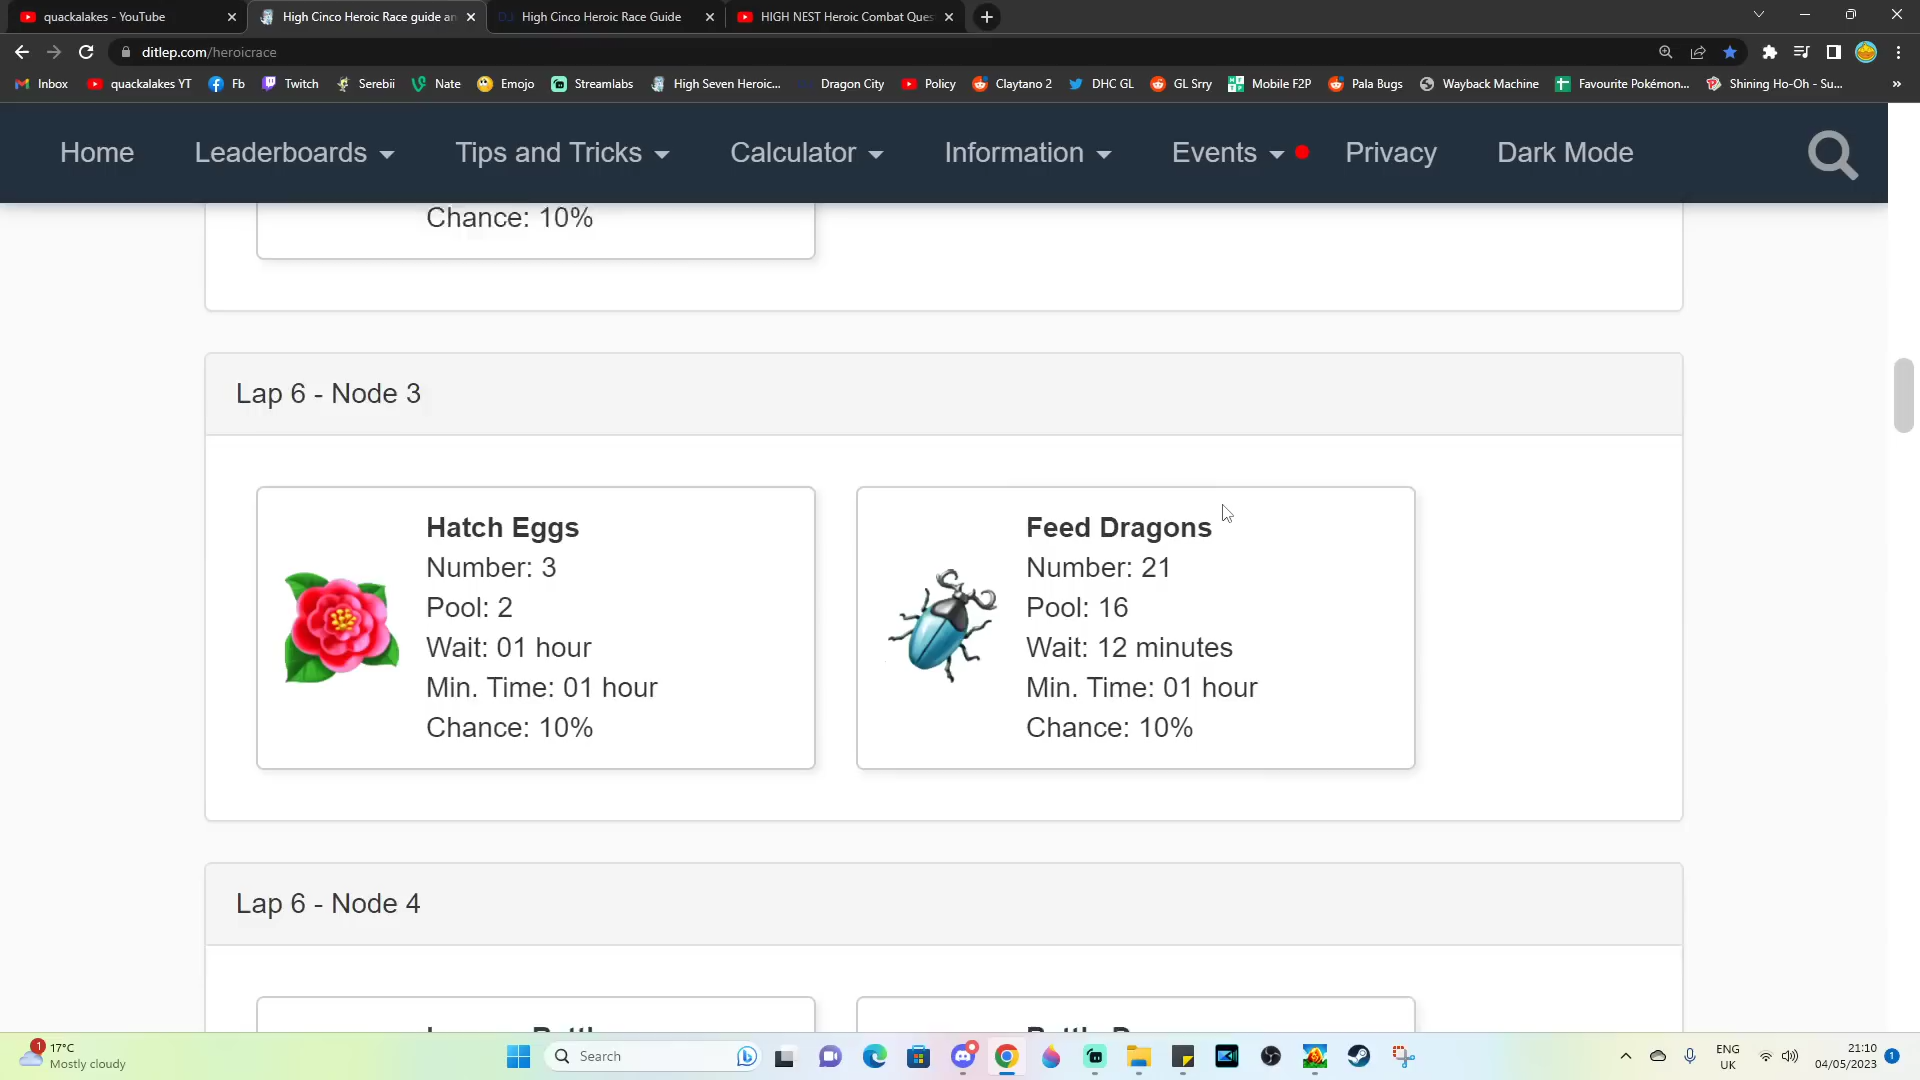 quackalakes - YouTube
High Cinco Heroic Race guide an
High Cinco Heroic Race Guide
HIGH NEST Heroic Combat Ques
ditlep.com/heroicrace
Inbox
quackalakes YT
Fb
Twitch
Serebii
Nate
Emojo
Streamlabs
High Seven Heroic...
Dragon City
Policy
Claytano 2
DHC GL
GL Srry
Mobile F2P
Pala Bugs
Wayback Machine
Favourite Pokémon...
Shining Ho-Oh - Su...
»
Home
Leaderboards
Tips and Tricks
Calculator
Information
Events
Privacy
Dark Mode
Chance: 10%
Lap 6 - Node 3
Hatch Eggs
Number: 3
Pool: 2
Wait: 01 hour
Min. Time: 01 hour
Chance: 10%
Feed Dragons
Number: 21
Pool: 16
Wait: 12 minutes
Min. Time: 01 hour
Chance: 10%
Lap 6 - Node 4
1
17°C
Mostly cloudy
Search
ENG
UK
21:10
04/05/2023
1